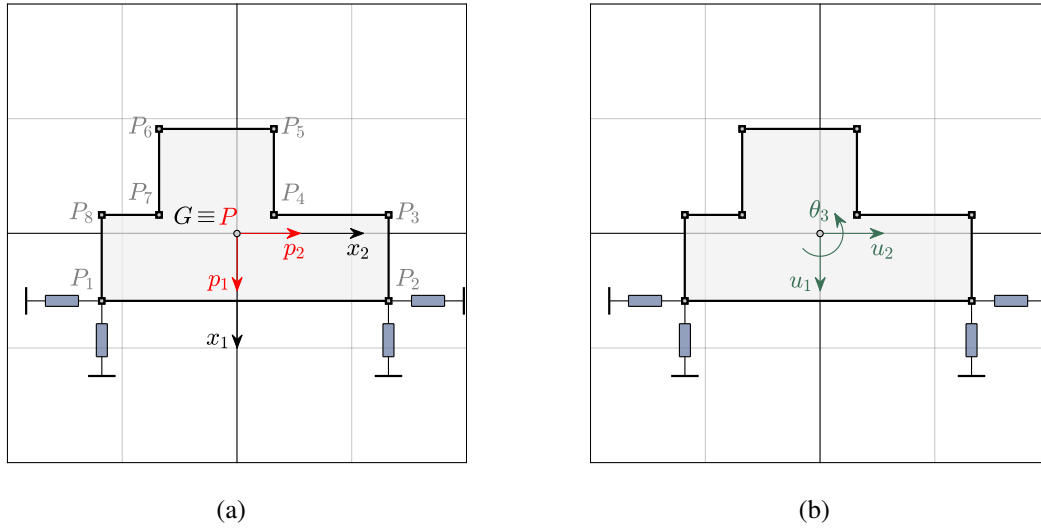 P₆ P₅
P₇ P₄
P₈ G ≡ P P₃
p₂ x₂
P₁ p₁ P₂
x₁
(a)
θ₃
u₂
u₁
(b)